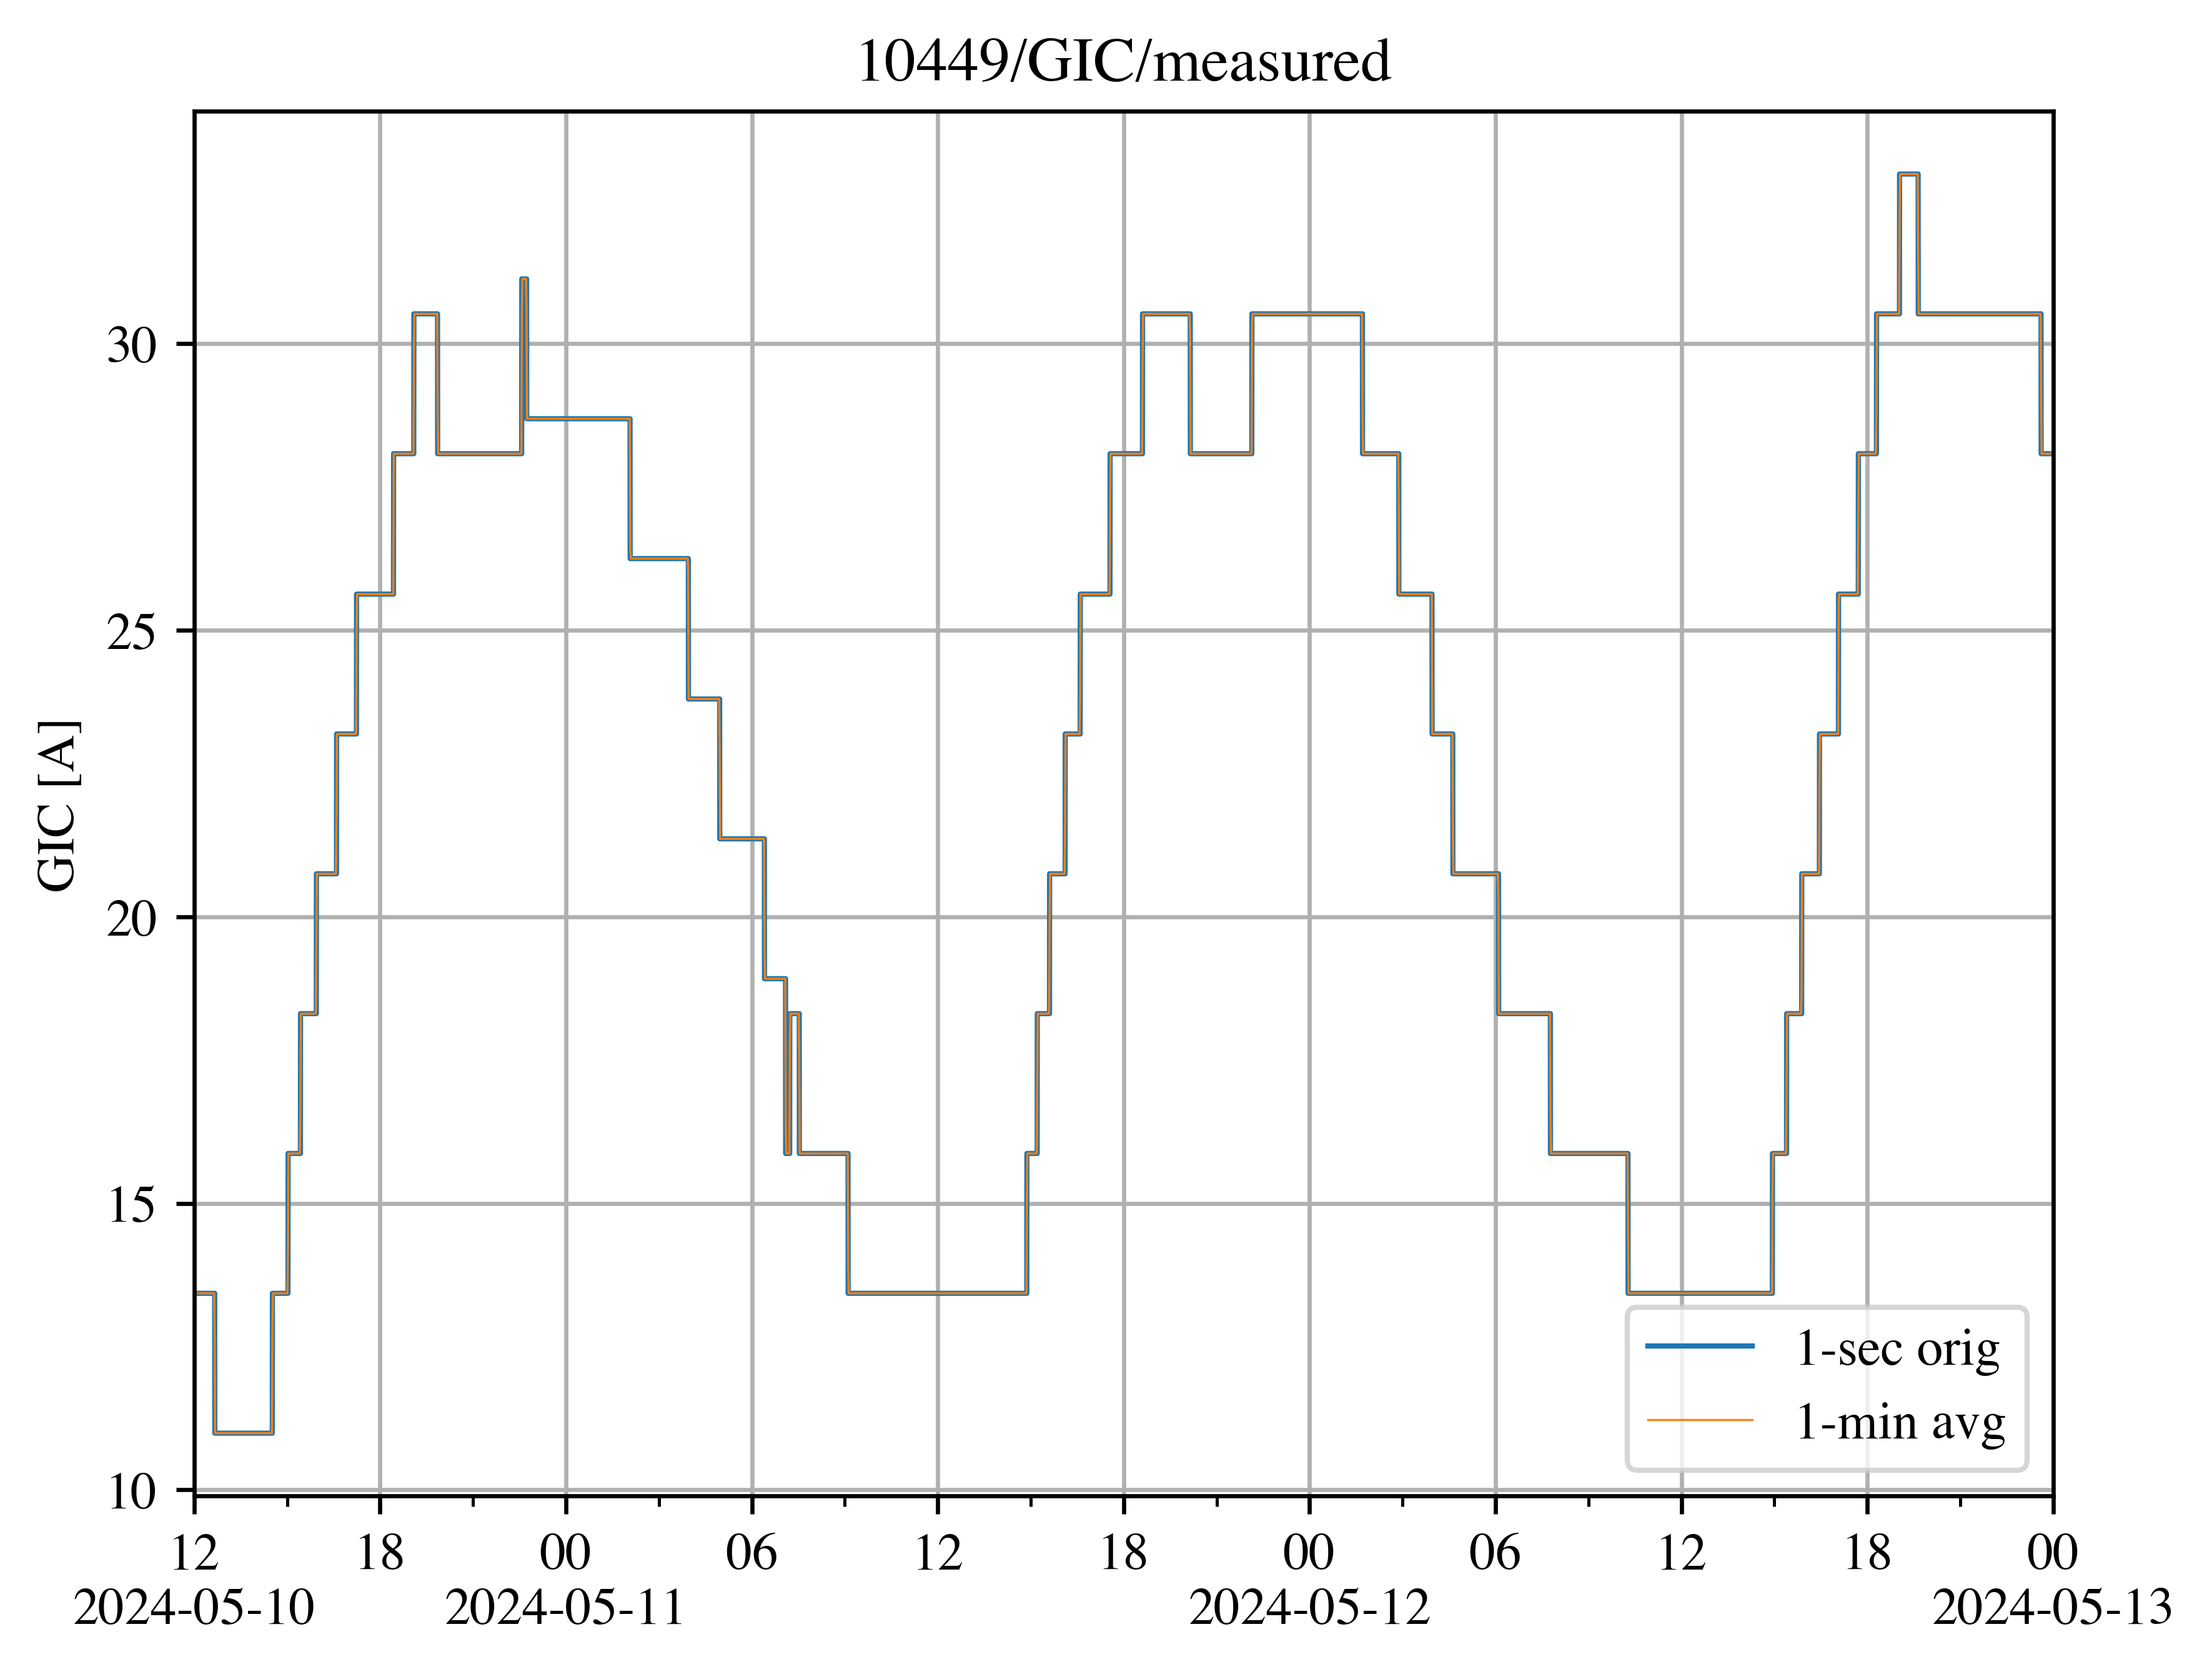 10449/GIC/measured
GIC [A]
30
25
20
15
10
12 18 00 06 12 18 00 06 12 18 00
2024-05-10 2024-05-11 2024-05-12 2024-05-13
1-sec orig
1-min avg